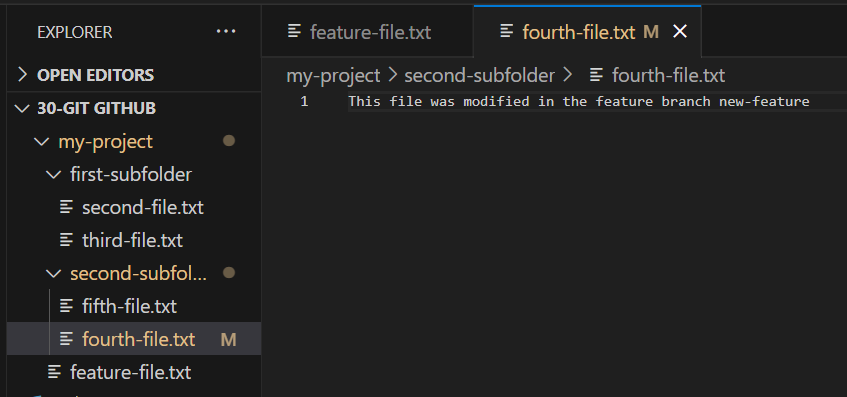 EXPLORER ...
OPEN EDITORS
30-GIT GITHUB
my-project
first-subfolder
second-file.txt
third-file.txt
second-subfol...
fifth-file.txt
fourth-file.txt M
feature-file.txt
feature-file.txt fourth-file.txt M
my-project > second-subfolder > fourth-file.txt
1 This file was modified in the feature branch new-feature